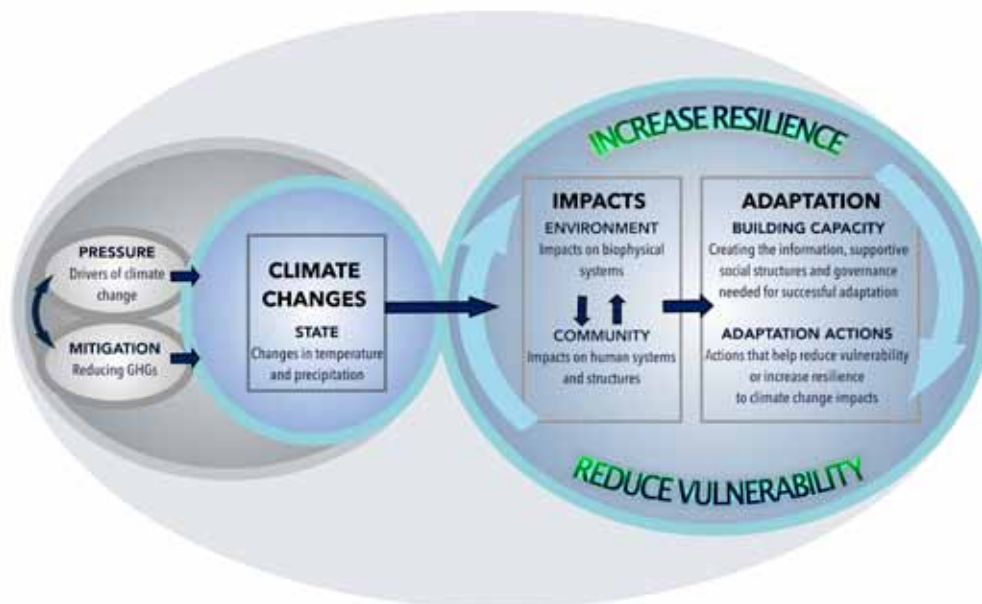 PRESSURE
Drivers of climate
change
MITIGATION
Reducing GHGs
CLIMATE
CHANGES
STATE
Changes in temperature
and precipitation
INCREASE RESILIENCE
IMPACTS
ENVIRONMENT
Impacts on biophysical
systems
COMMUNITY
Impacts on human systems
and structures
ADAPTATION
BUILDING CAPACITY
Creating the information, supportive
social structures and governance
needed for successful adaptation
ADAPTATION ACTIONS
Actions that help reduce vulnerability
or increase resilience
to climate change impacts
REDUCE VULNERABILITY